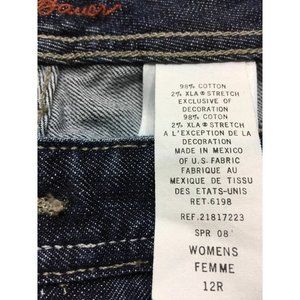 Bauer
98% COTTON
2% XLA® STRETCH
EXCLUSIVE OF
DECORATION
98% COTON
2% XLA® STRETCH
A L'EXCEPTION DE LA
DECORATION
MADE IN MEXICO
OF U.S. FABRIC
FABRIQUE AU
MEXIQUE DE TISSU
DES ETATS-UNIS
RET.6198
REF.21817223
SPR 08'
WOMENS
FEMME
12R